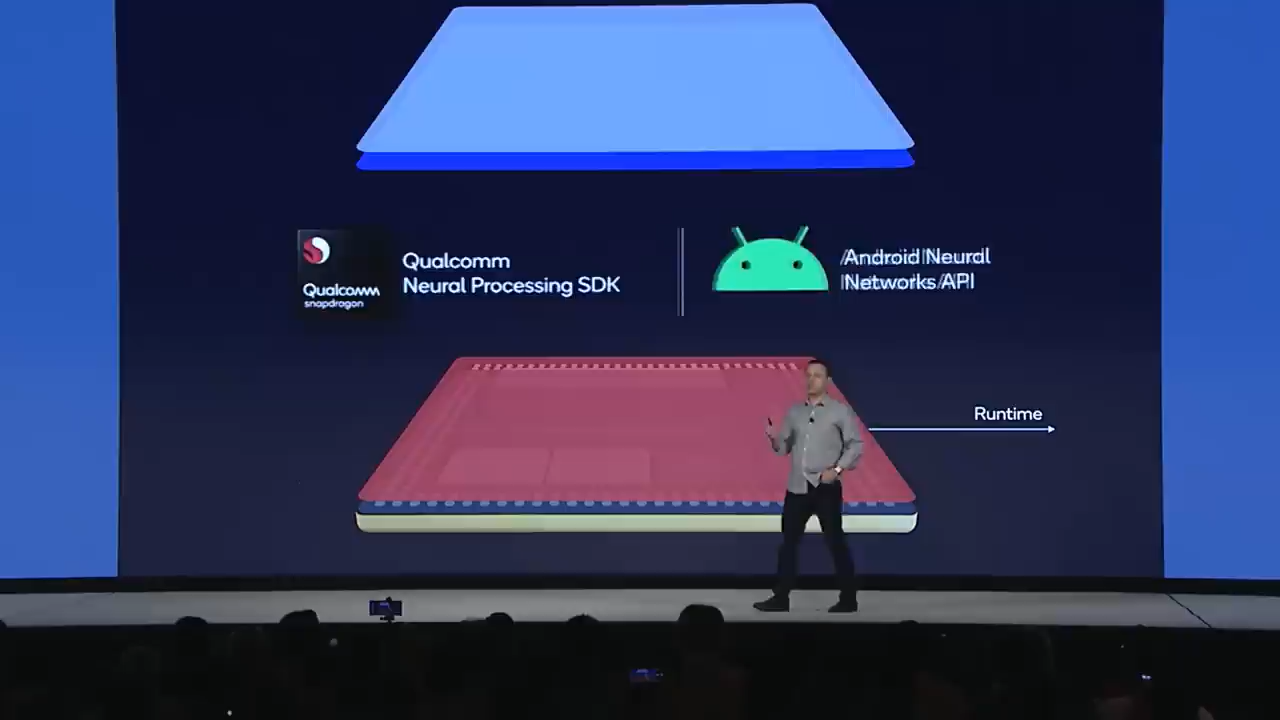 Qualcomm
snapdragon
Qualcomm
Neural Processing SDK
Android Neural
Networks API
Runtime